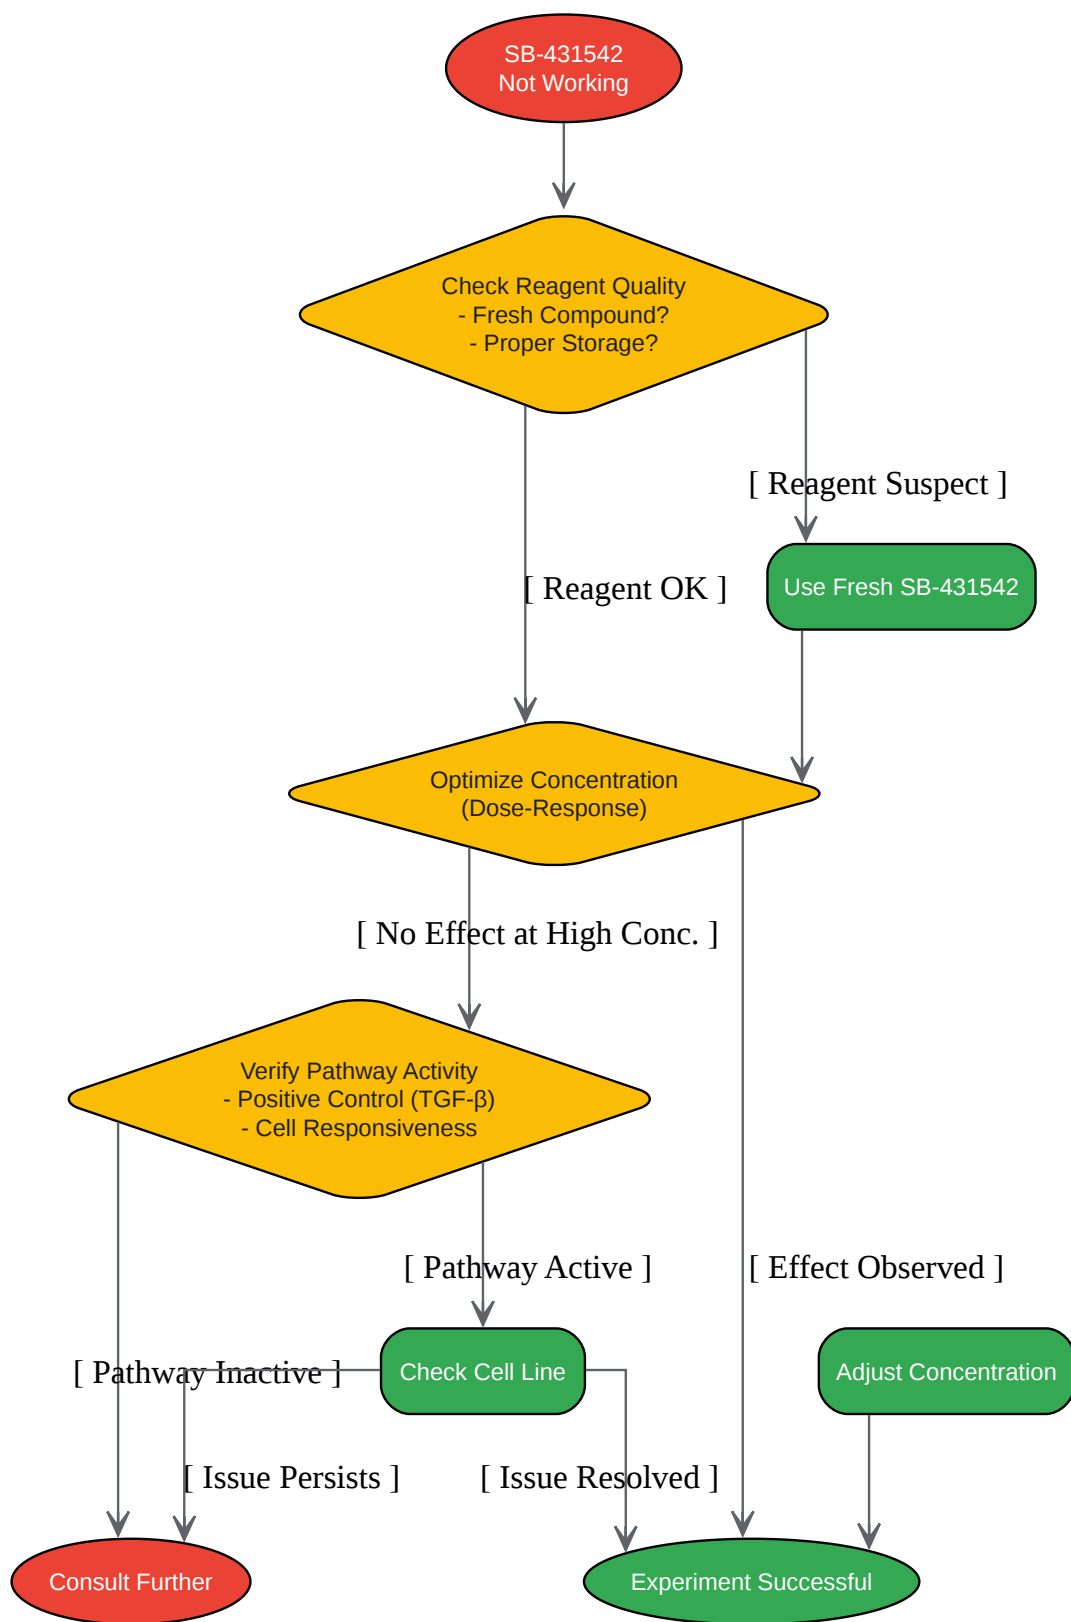 SB-431542
Not Working
Check Reagent Quality
- Fresh Compound?
- Proper Storage?
[ Reagent Suspect ]
[ Reagent OK ]
Use Fresh SB-431542
Optimize Concentration
(Dose-Response)
[ No Effect at High Conc. ]
Verify Pathway Activity
- Positive Control (TGF-β)
- Cell Responsiveness
[ Pathway Active ]
[ Effect Observed ]
[ Pathway Inactive ]
Check Cell Line
Adjust Concentration
[ Issue Persists ]
[ Issue Resolved ]
Consult Further
Experiment Successful